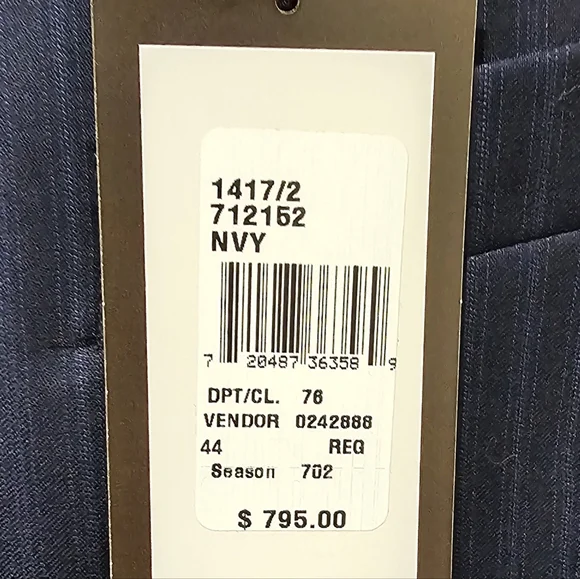 1417/2
712152
NVY
7 20487 36358 9
DPT/CL. 76
VENDOR 0242888
44 REG
Season 702
$ 795.00